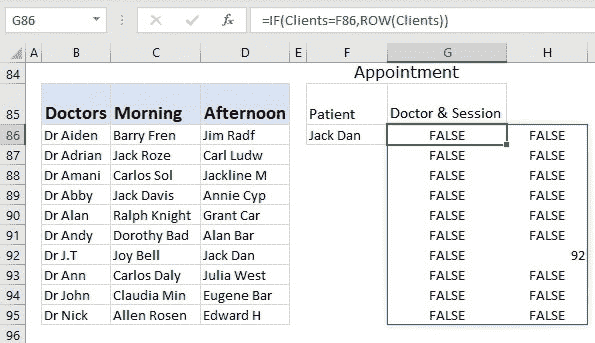 G86 fx =IF(Clients=F86,ROW(Clients))
A B C D E F G H
84 Appointment
85 Doctors Morning Afternoon Patient Doctor & Session
86 Dr Aiden Barry Fren Jim Radf Jack Dan FALSE FALSE
87 Dr Adrian Jack Roze Carl Ludw FALSE FALSE
88 Dr Amani Carlos Sol Jackline M FALSE FALSE
89 Dr Abby Jack Davis Annie Cyp FALSE FALSE
90 Dr Alan Ralph Knight Grant Car FALSE FALSE
91 Dr Andy Dorothy Bad Alan Bar FALSE FALSE
92 Dr J.T Joy Bell Jack Dan FALSE 92
93 Dr Ann Carlos Daly Julia West FALSE FALSE
94 Dr John Claudia Min Eugene Bar FALSE FALSE
95 Dr Nick Allen Rosen Edward H FALSE FALSE
96